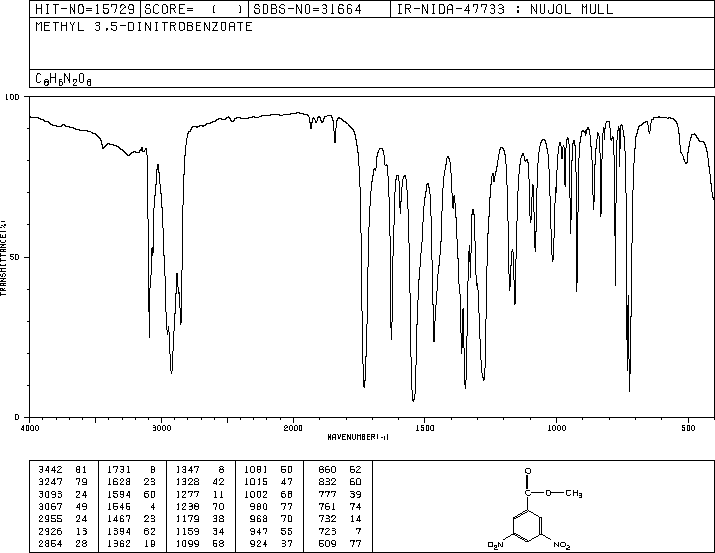 HIT-NO=15729 SCORE= ( ) SDBS-NO=31664 IR-NIDA-47733 : NUJOL MULL
METHYL 3,5-DINITROBENZOATE
C8H6N2O6
100
50
0
TRANSMITTANCE(%)
4000 3000 2000 1500 1000 500
WAVENUMBER(-1)
3442 81 1731 8 1347 8 1081 50 860 62
3247 79 1628 23 1328 42 1015 47 832 60
3093 24 1594 60 1277 11 1002 68 777 39
3067 49 1546 4 1238 70 980 77 761 74
2955 24 1467 23 1179 38 968 70 732 14
2926 13 1394 62 1159 34 947 55 723 7
2854 28 1362 19 1099 58 924 37 509 77
O
C—O—CH3
O2N NO2